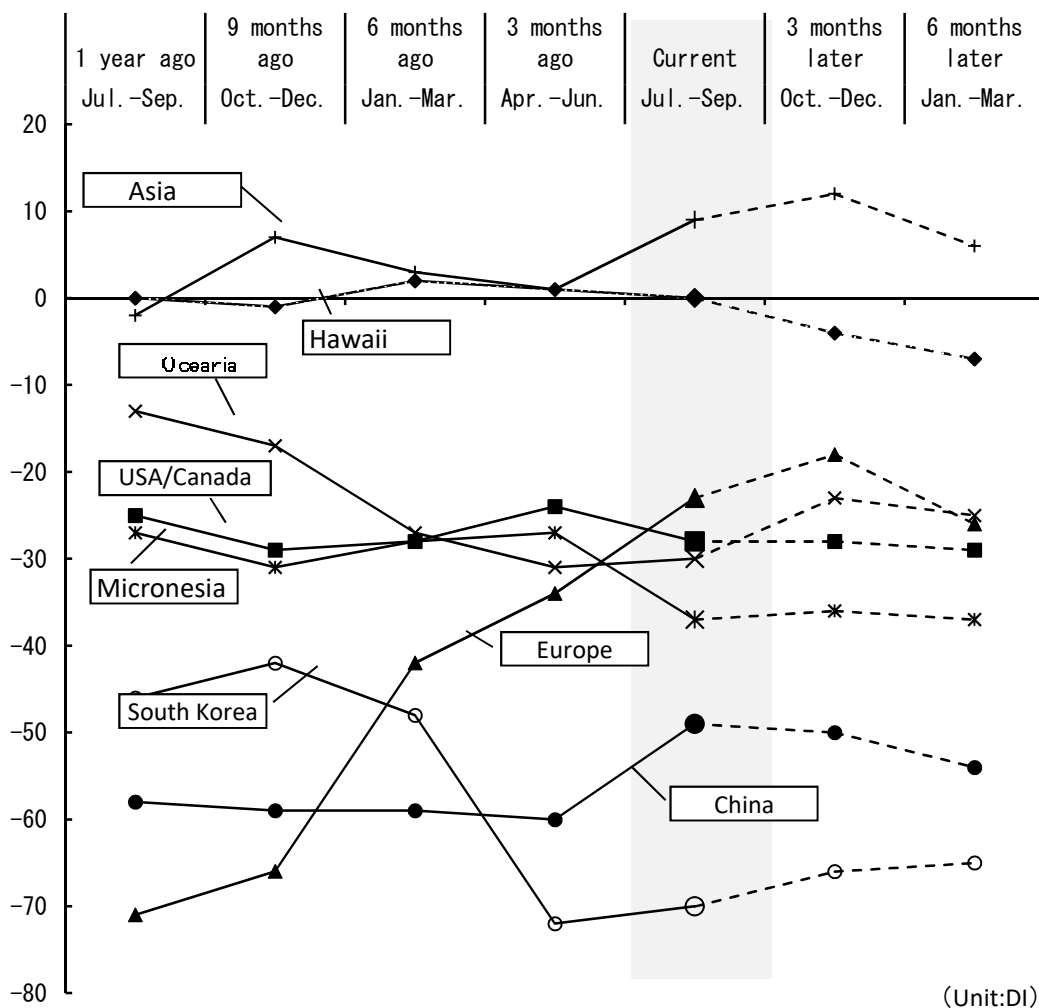 1 year ago
Jul.-Sep.
9 months
ago
Oct.-Dec.
6 months
ago
Jan.-Mar.
3 months
ago
Apr.-Jun.
Current
Jul.-Sep.
3 months
later
Oct.-Dec.
6 months
later
Jan.-Mar.
20
10
0
-10
-20
-30
-40
-50
-60
-70
-80
Asia
Hawaii
Ucearia
USA/Canada
Micronesia
Europe
South Korea
China
(Unit:DI)